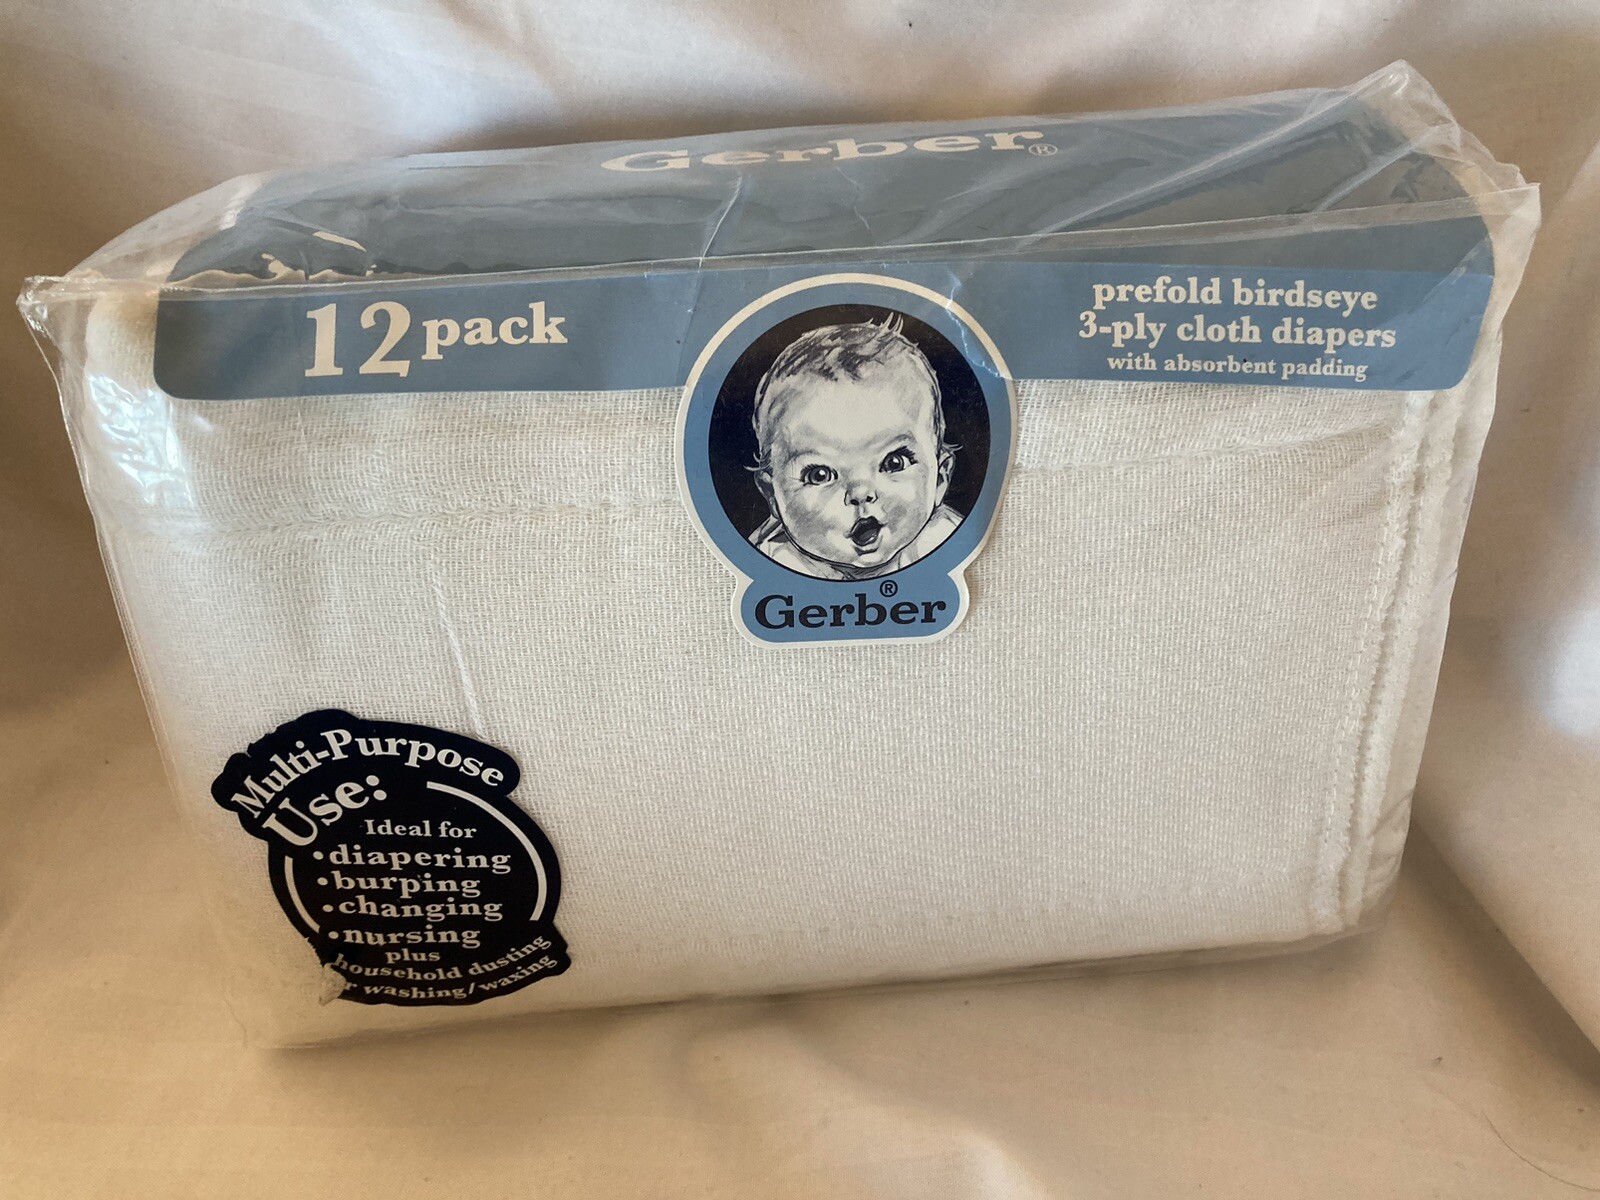 Gerber®
12 pack
prefold birdseye
3-ply cloth diapers
with absorbent padding
Gerber®
Multi-Purpose
Use:
Ideal for
•diapering
•burping
•changing
•nursing
plus
household dusting
washing/waxing